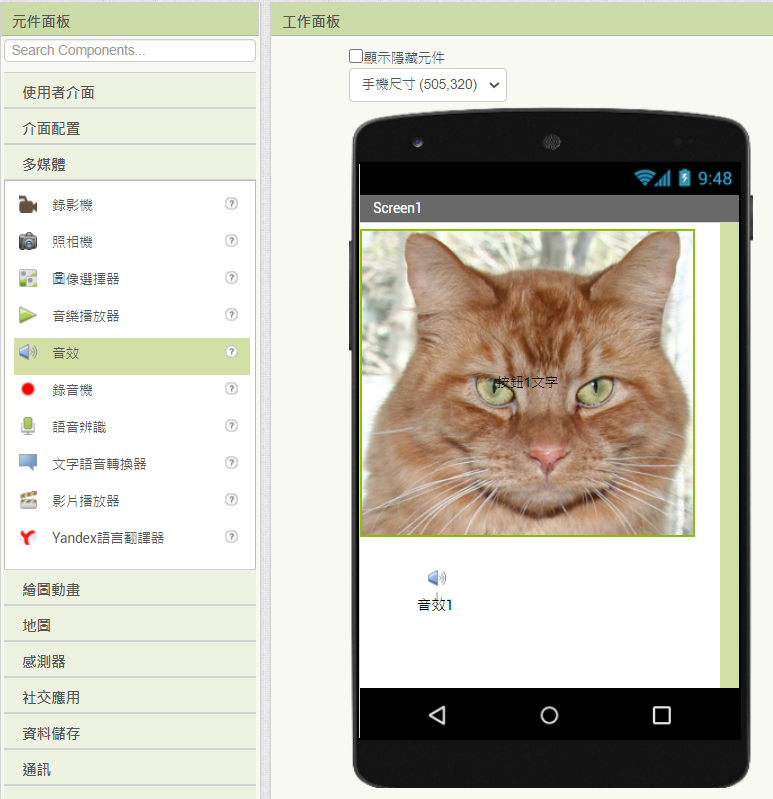 元件面板
Search Components...
使用者介面
介面配置
多媒體
錄影機
照相機
圖像選擇器
音樂播放器
音效
錄音機
語音辨識
文字語音轉換器
影片播放器
Yandex語言翻譯器
繪圖動畫
地圖
感測器
社交應用
資料儲存
通訊
工作面板
顯示隱藏元件
手機尺寸 (505,320)
9:48
Screen1
按鈕1文字
音效1